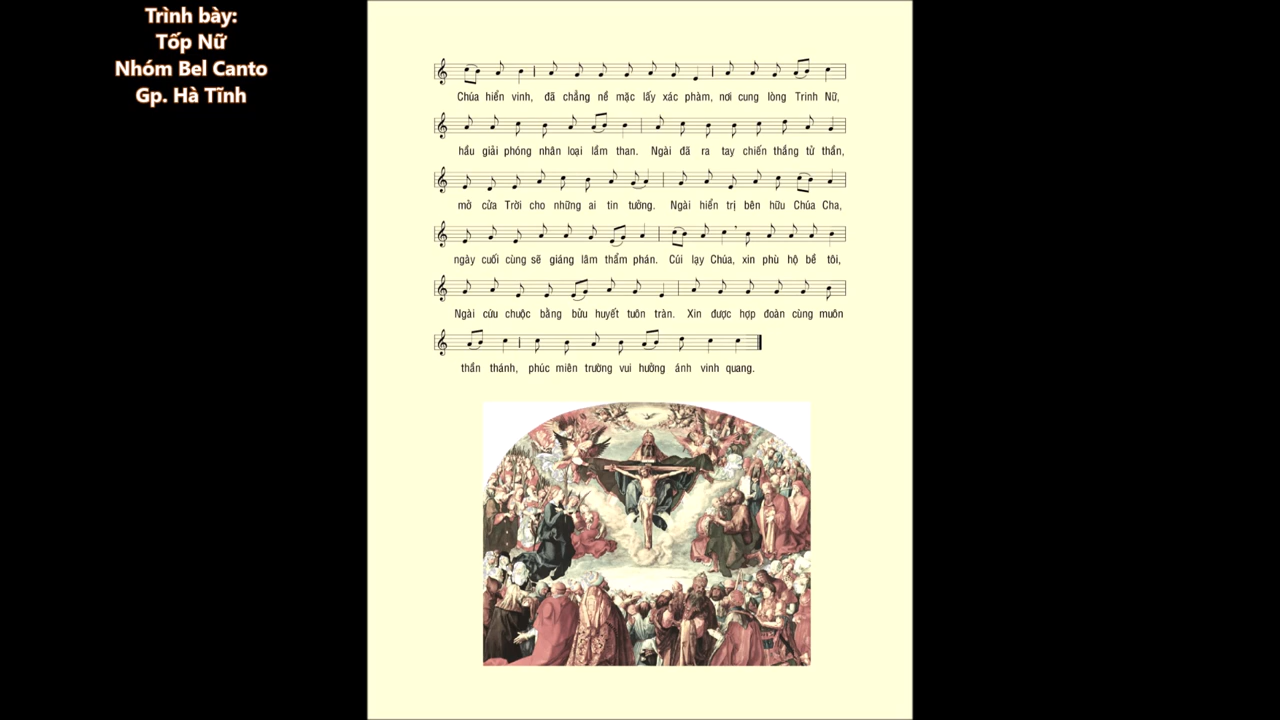 Trình bày:
Tốp Nữ
Nhóm Bel Canto
Gp. Hà Tĩnh
Chúa hiển vinh, đã chẳng nề mặc lấy xác phàm, nơi cung lòng Trinh Nữ,
hầu giải phóng nhân loại lầm than. Ngài đã ra tay chiến thắng tử thần,
mở cửa Trời cho những ai tin tưởng. Ngài hiển trị bên hữu Chúa Cha,
ngày cuối cùng sẽ giáng lâm thẩm phán. Cúi lạy Chúa, xin phù hộ bề tôi,
Ngài cứu chuộc bằng bửu huyết tuôn tràn. Xin được hợp đoàn cùng muôn
thần thánh, phúc miên trường vui hưởng ánh vinh quang.